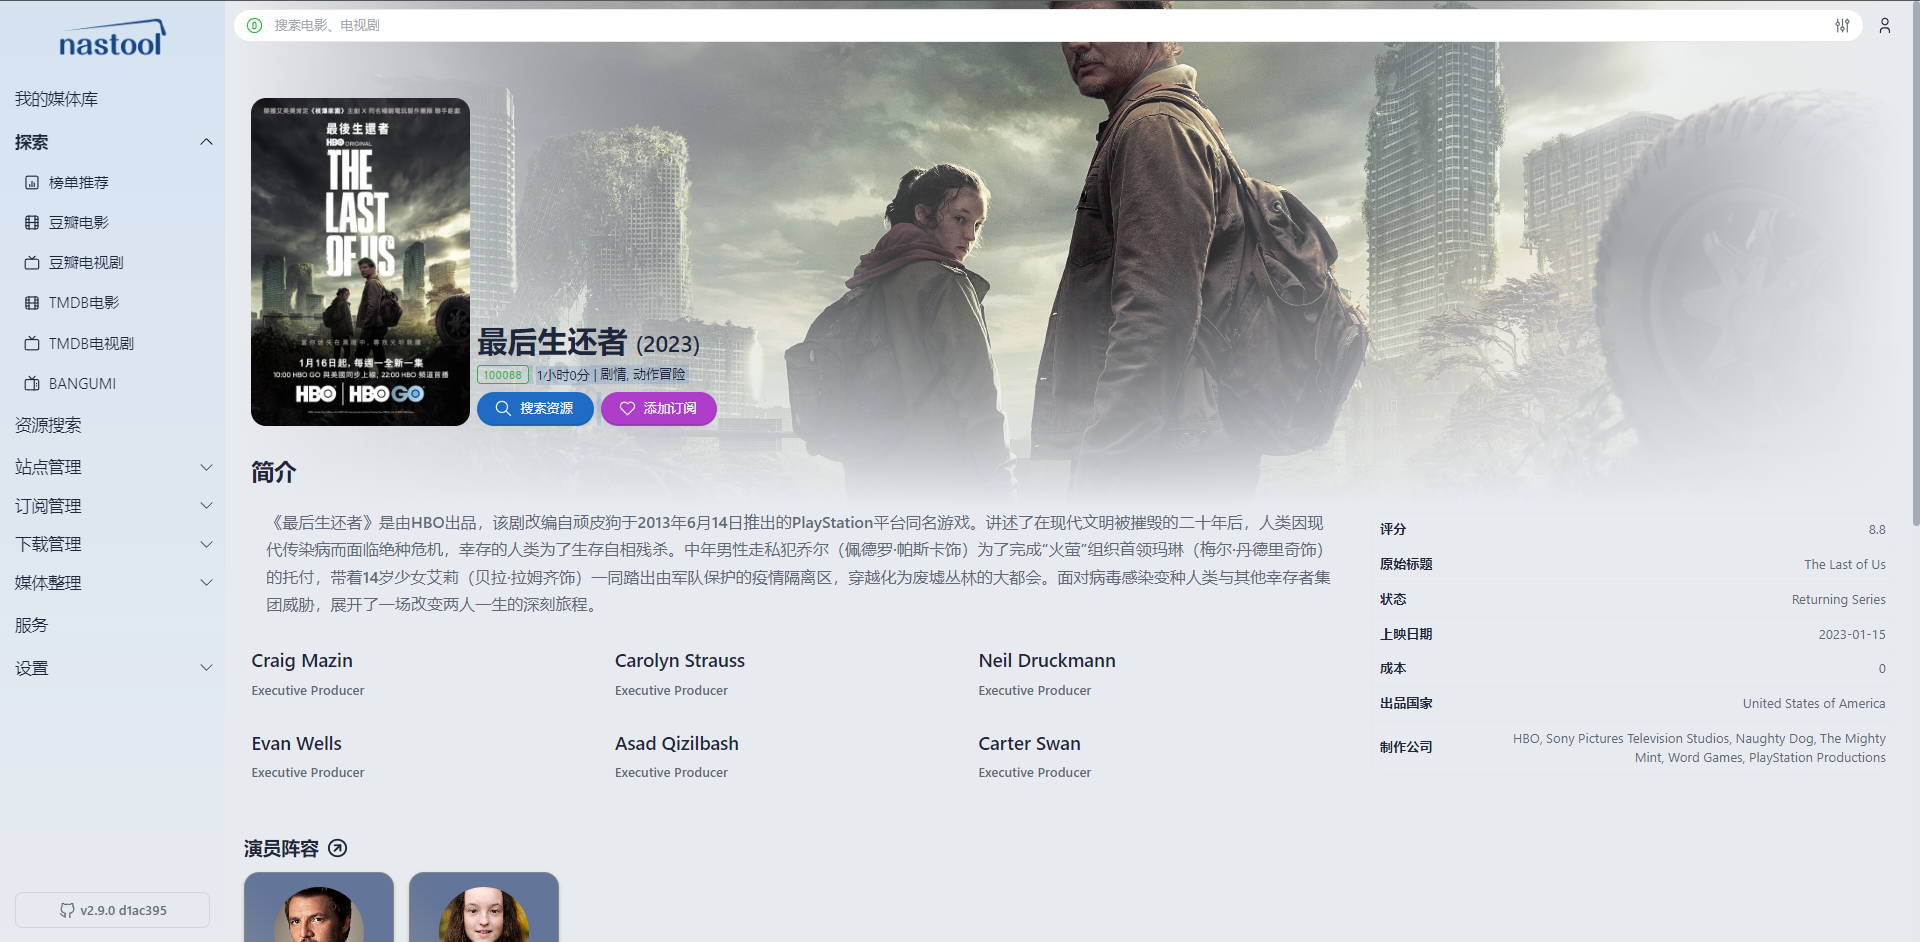 nastool
搜索电影、电视剧
我的媒体库
探索
榜单推荐
豆瓣电影
豆瓣电视剧
TMDB电影
TMDB电视剧
BANGUMI
资源搜索
站点管理
订阅管理
下载管理
媒体整理
服务
设置
v2.9.0 d1ac395
最後生還者
HBO ORIGINAL
THE
LAST
OF US
1月16日起，每週一全新一集
10:00 HBO GO 與美國同步上線，22:00 HBO 頻道首播
HBO | HBO GO
最后生还者 (2023)
100088 1小时0分 | 剧情, 动作冒险
搜索资源 添加订阅
简介
《最后生还者》是由HBO出品，该剧改编自顽皮狗于2013年6月14日推出的PlayStation平台同名游戏。讲述了在现代文明被摧毁的二十年后，人类因现
代传染病而面临绝种危机，幸存的人类为了生存自相残杀。中年男性走私犯乔尔（佩德罗·帕斯卡饰）为了完成“火萤”组织首领玛琳（梅尔·丹德里奇饰）
的托付，带着14岁少女艾莉（贝拉·拉姆齐饰）一同踏出由军队保护的疫情隔离区，穿越化为废墟丛林的大都会。面对病毒感染变种人类与其他幸存者集
团威胁，展开了一场改变两人一生的深刻旅程。
Craig Mazin
Executive Producer
Carolyn Strauss
Executive Producer
Neil Druckmann
Executive Producer
Evan Wells
Executive Producer
Asad Qizilbash
Executive Producer
Carter Swan
Executive Producer
评分 8.8
原始标题 The Last of Us
状态 Returning Series
上映日期 2023-01-15
成本 0
出品国家 United States of America
制作公司 HBO, Sony Pictures Television Studios, Naughty Dog, The Mighty
Mint, Word Games, PlayStation Productions
演员阵容